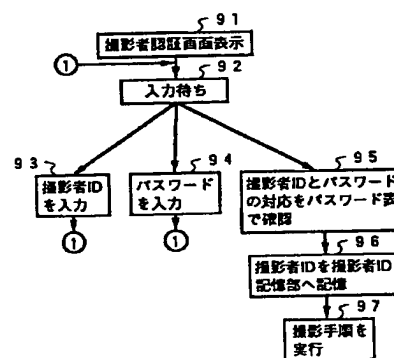 91
撮影者認証画面表示
①
92
入力待ち
93
撮影者ID
を入力
①
94
パスワード
を入力
①
95
撮影者IDとパスワード
の対応をパスワード表
で確認
96
撮影者IDを撮影者ID
記憶部へ記憶
97
撮影手順を
実行